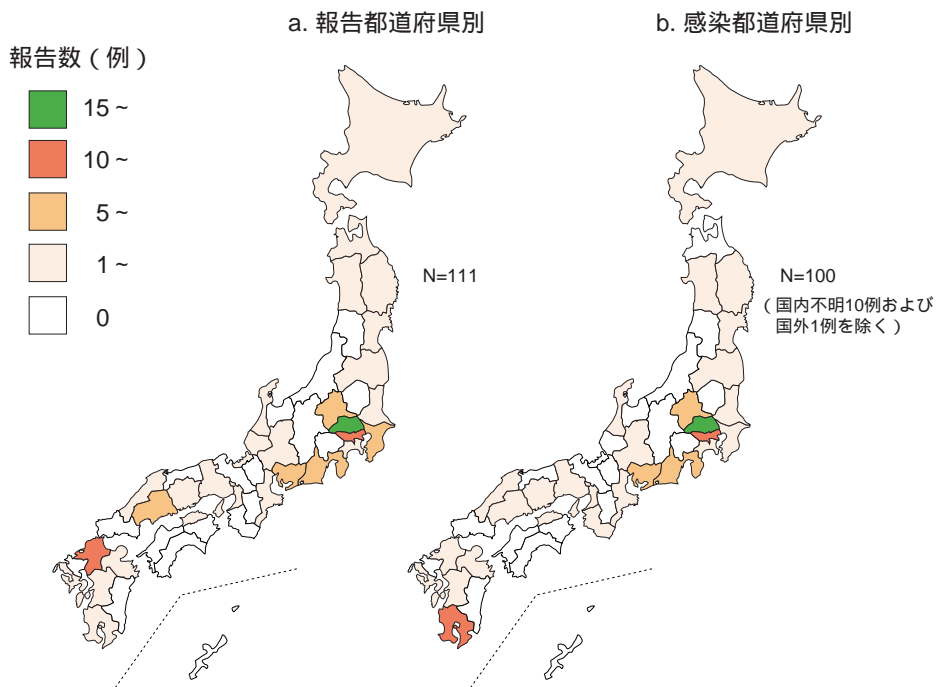 a. 報告都道府県別
b. 感染都道府県別
報告数（例）
15 ~
10 ~
5 ~
1 ~
0
N=111
N=100
（国内不明10例および
国外1例を除く）